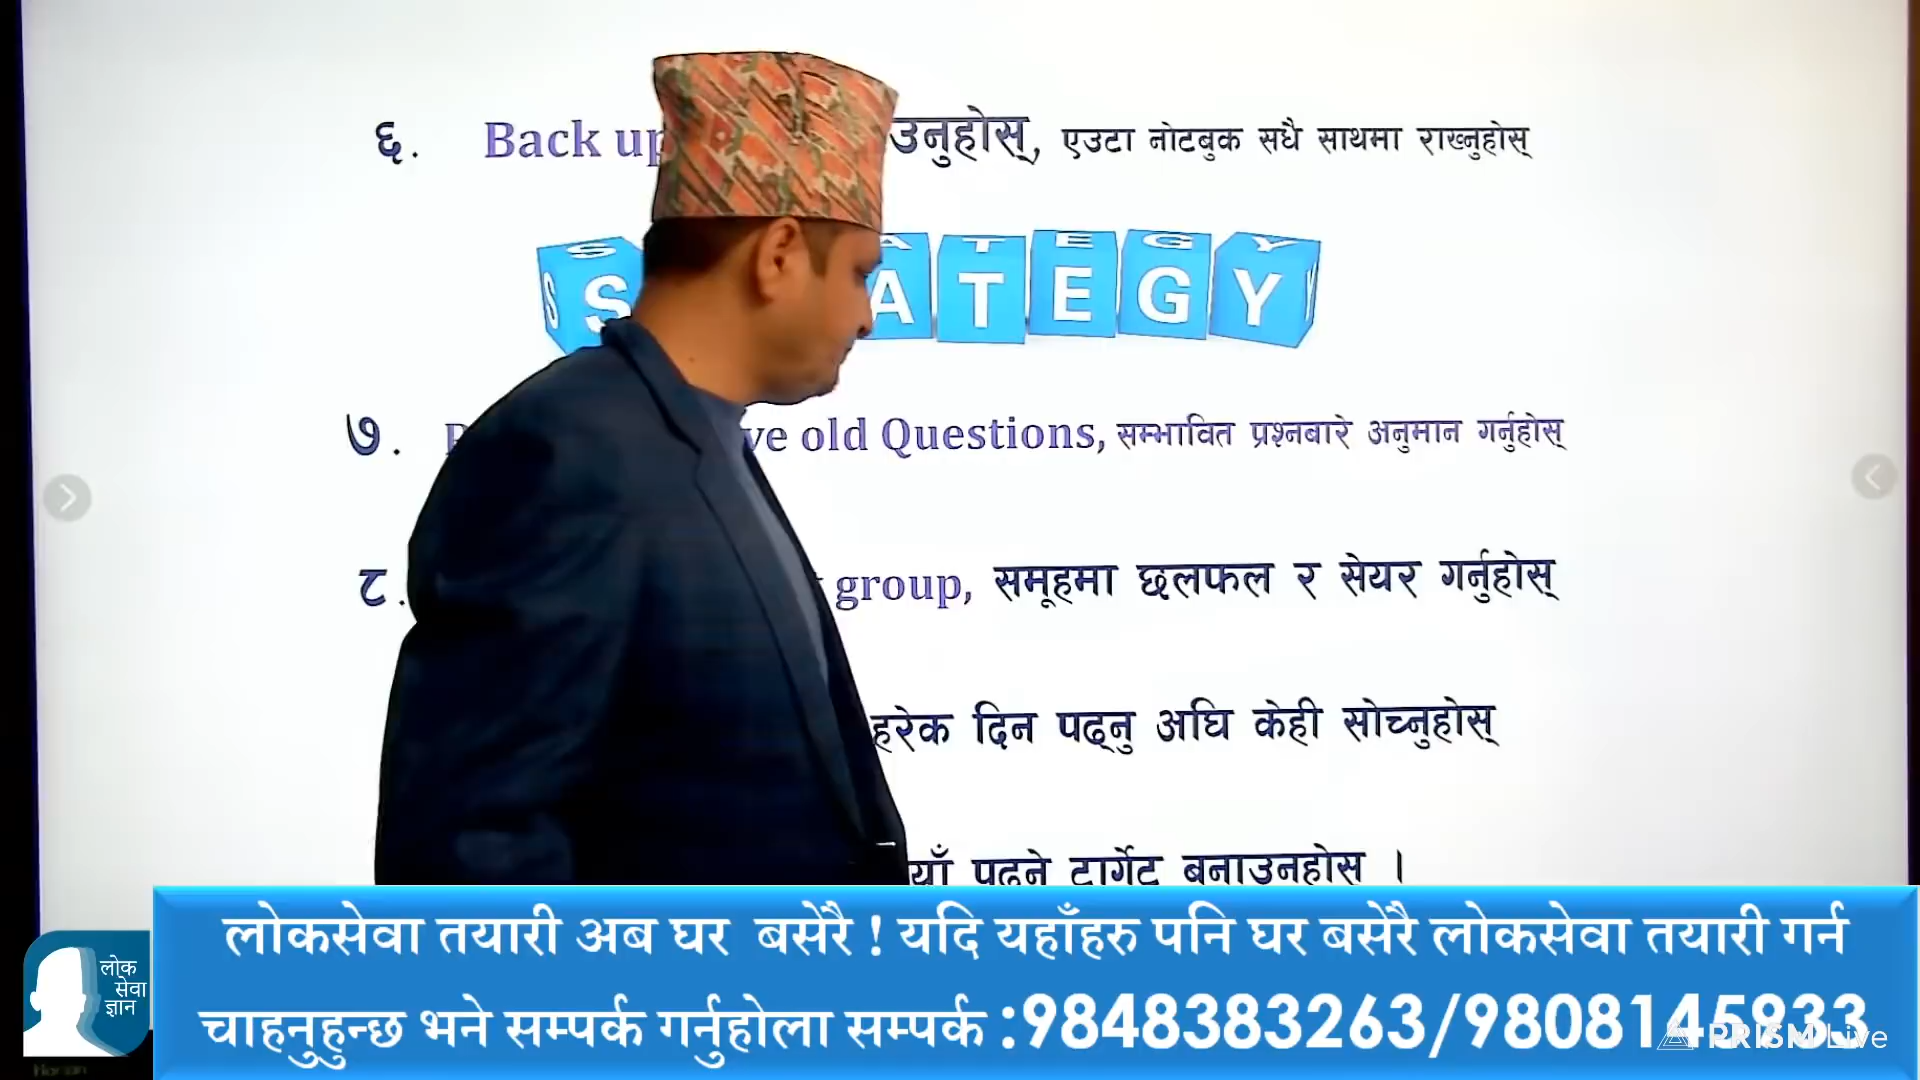 ६. Back up उनुहोस्, एउटा नोटबुक सधै साथमा राख्नुहोस्
S A T E G Y
७. ve old Questions, सम्भावित प्रश्नबारे अनुमान गर्नुहोस्
८. group, समूहमा छलफल र सेयर गर्नुहोस्
हरेक दिन पढ्नु अघि केही सोच्नुहोस्
याँ पढ्ने टार्गेट बनाउनुहोस ।
लोकसेवा तयारी अब घर बसेरै ! यदि यहाँहरु पनि घर बसेरै लोकसेवा तयारी गर्न
चाहनुहुन्छ भने सम्पर्क गर्नुहोला सम्पर्क :9848383263/9808145933
लोक
सेवा
ज्ञान
PRISM Live